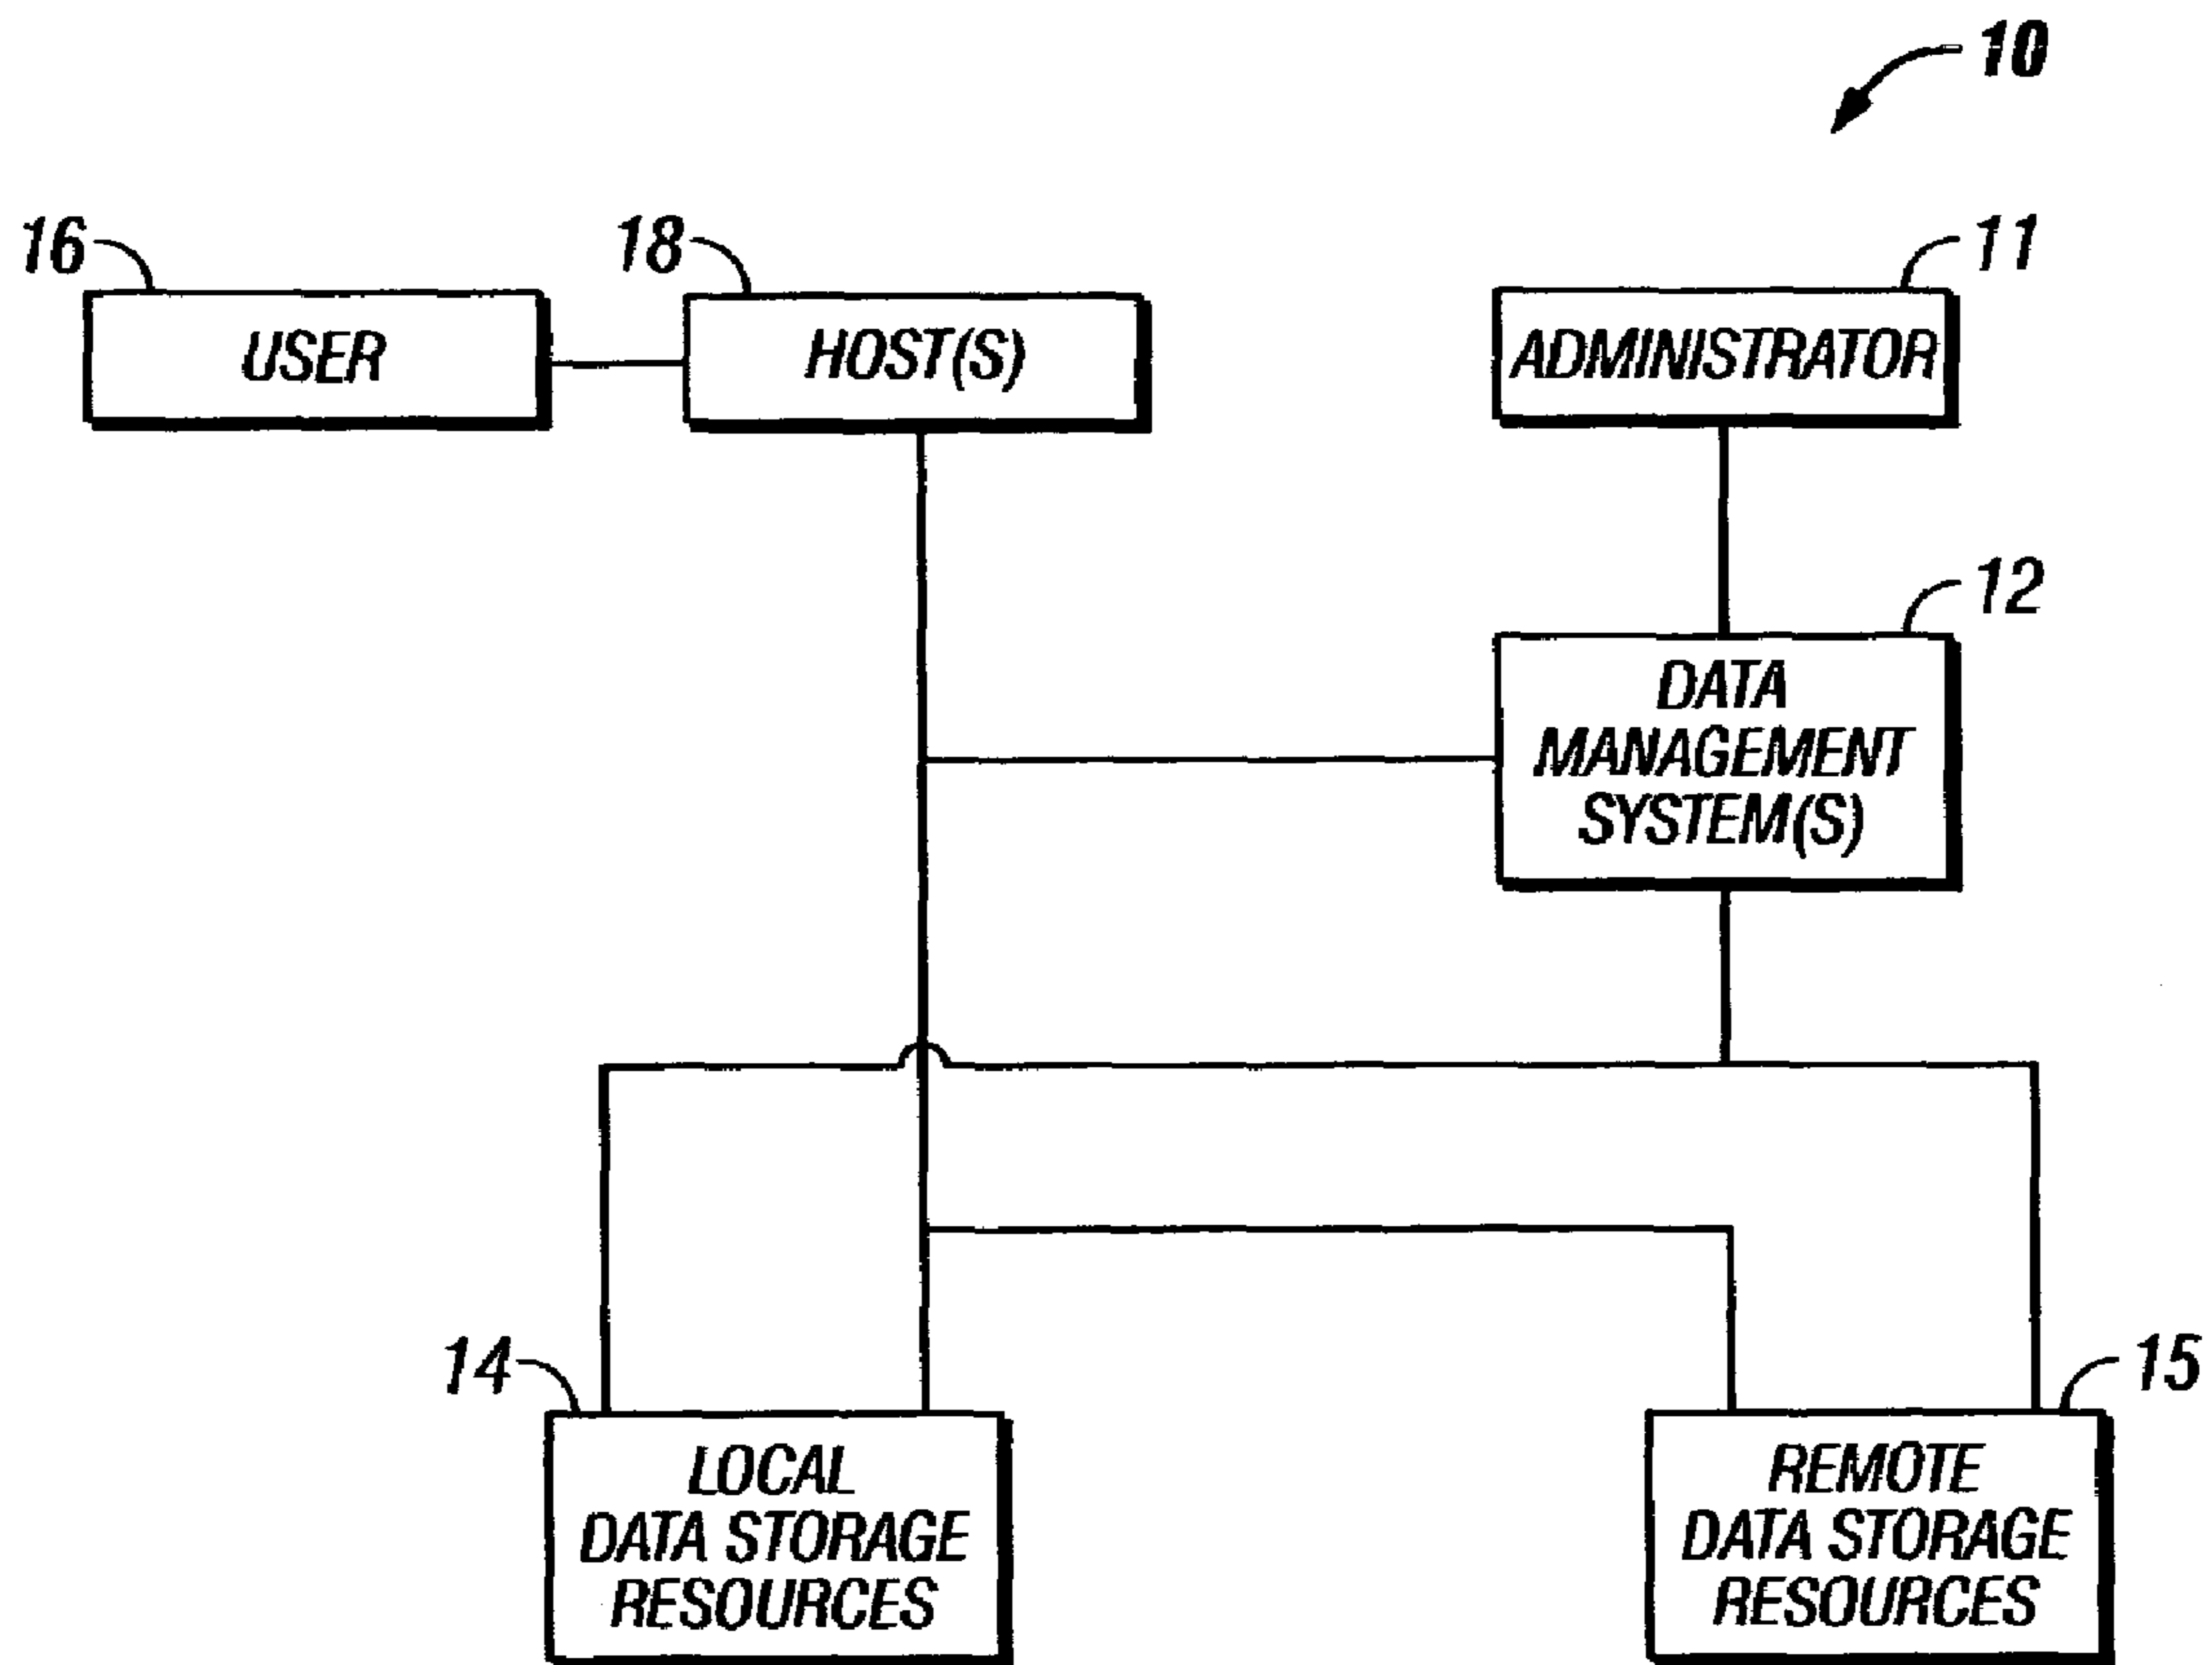 10
16
18
11
USER
HOST(S)
ADMINISTRATOR
12
DATA
MANAGEMENT
SYSTEM(S)
14
15
LOCAL
DATA STORAGE
RESOURCES
REMOTE
DATA STORAGE
RESOURCES